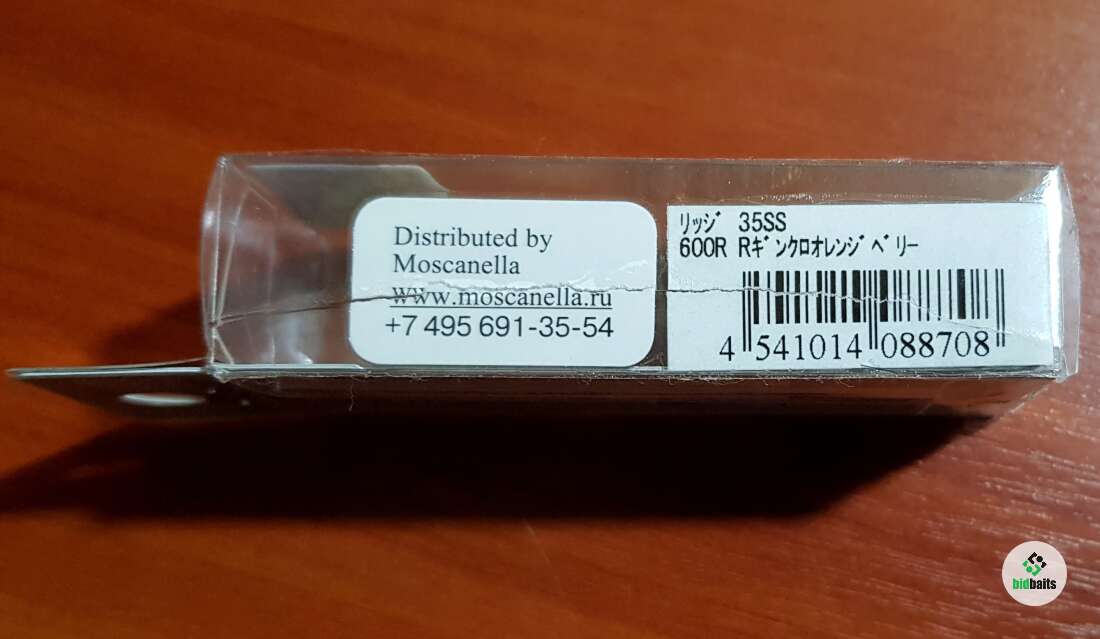 Distributed by
Moscanella
www.moscanella.ru
+7 495 691-35-54
ﾘｯｼﾞ 35SS
600R Rｷﾞﾝｸﾛｵﾚﾝｼﾞﾍﾞﾘｰ
4 541014 088708
bidbaits